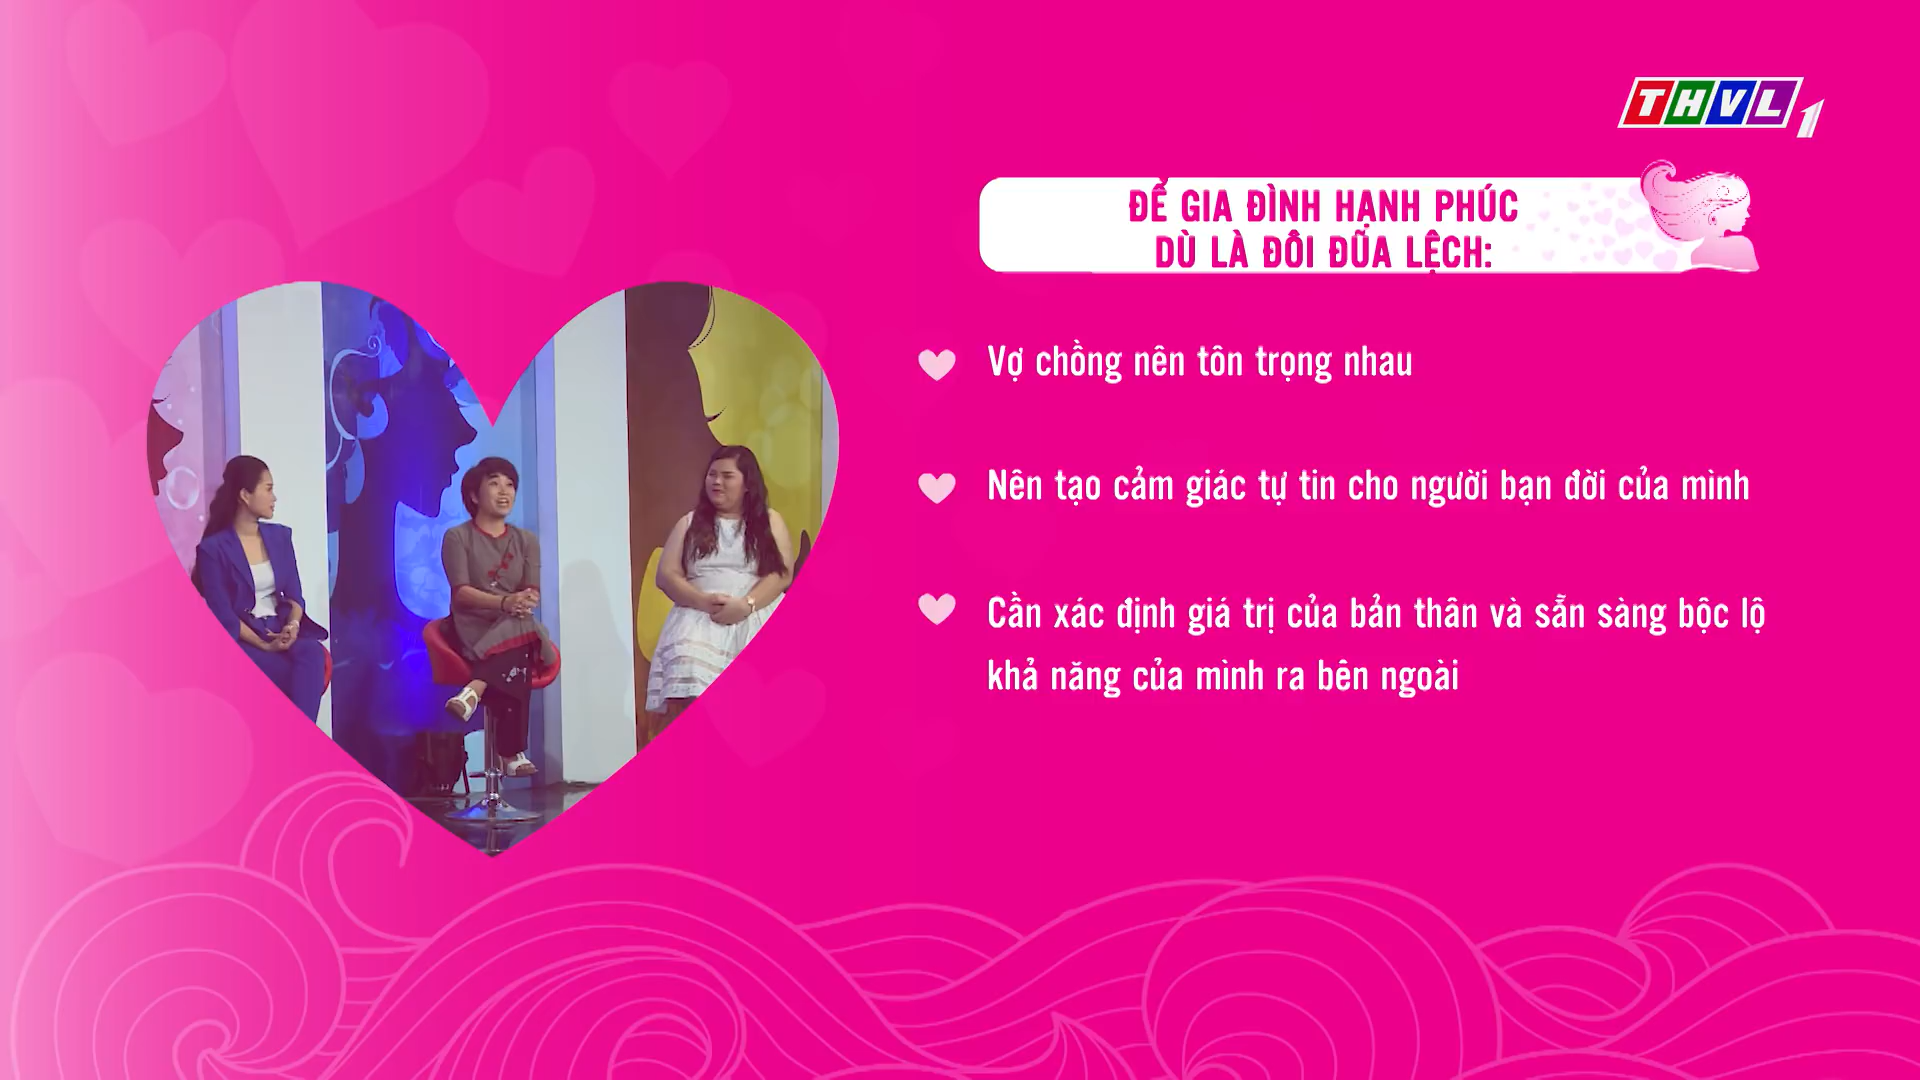 THVL1
ĐỂ GIA ĐÌNH HẠNH PHÚC
DÙ LÀ ĐÔI ĐŨA LỆCH:
Vợ chồng nên tôn trọng nhau
Nên tạo cảm giác tự tin cho người bạn đời của mình
Cần xác định giá trị của bản thân và sẵn sàng bộc lộ
khả năng của mình ra bên ngoài